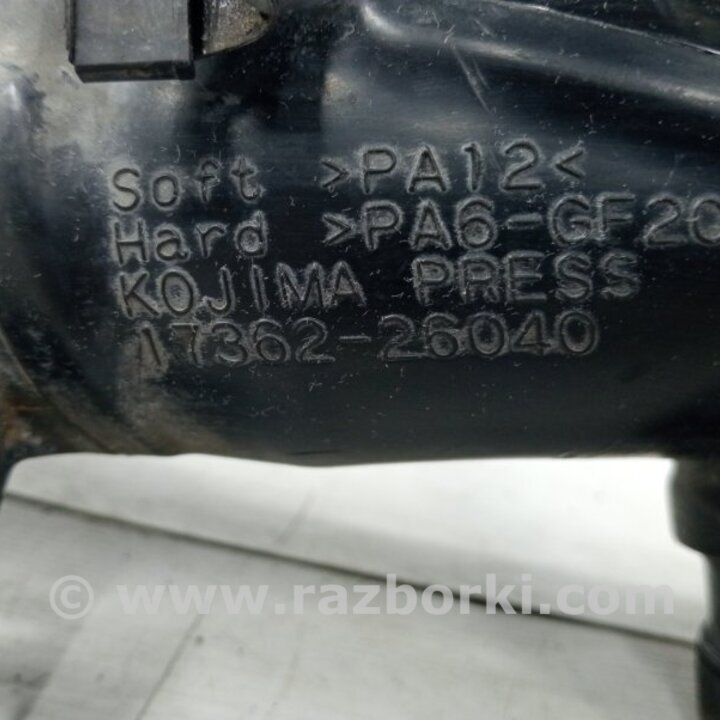 Soft >PA12<
Hard >PA6-GF20
KOJIMA PRESS
17362-26040
© www.razborki.com